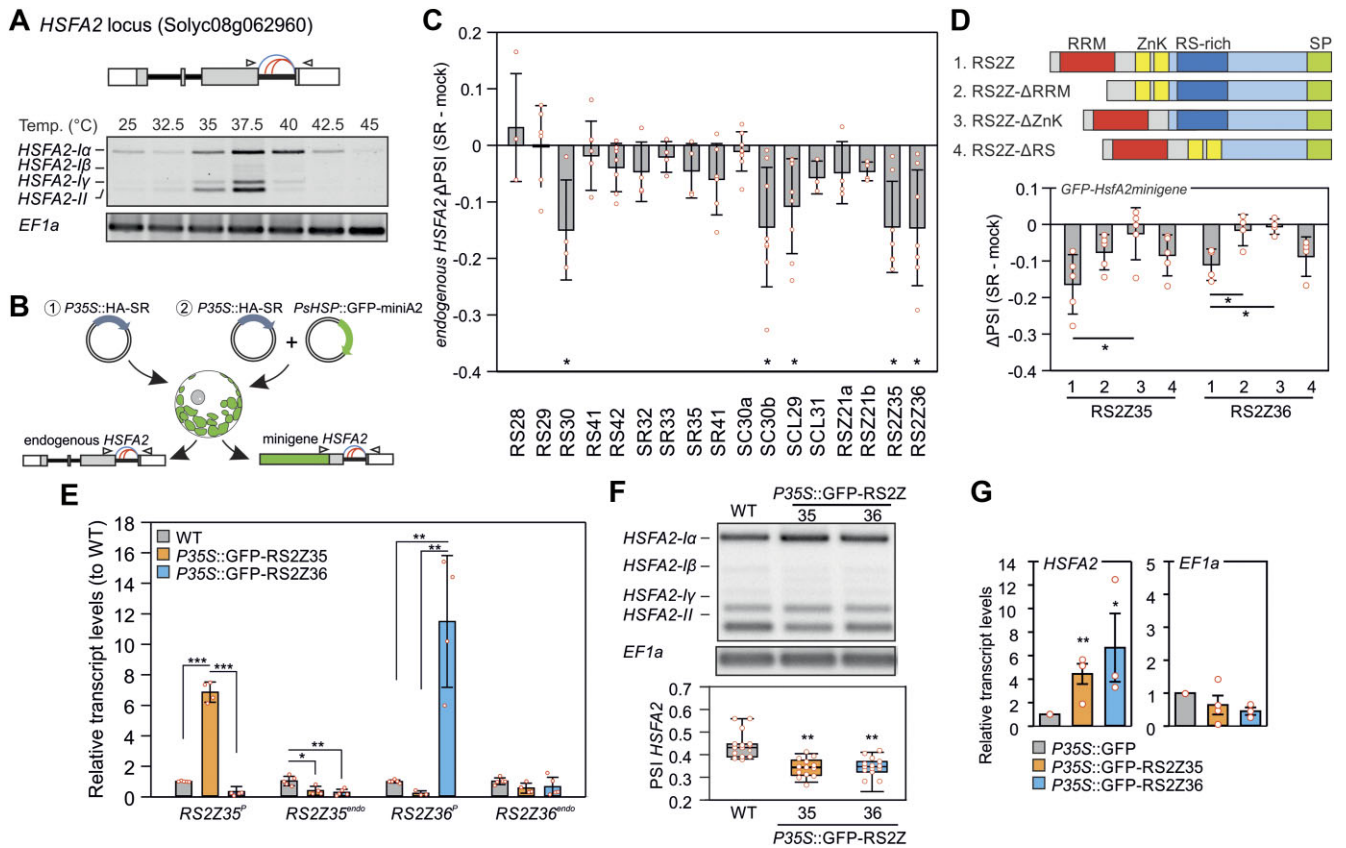 A
HSFA2 locus (Solyc08g062960)
Temp. (°C) 25 32.5 35 37.5 40 42.5 45
HSFA2-Iα
HSFA2-Iβ
HSFA2-Iγ
HSFA2-II
EF1a
B
① P35S::HA-SR
② P35S::HA-SR PsHSP::GFP-miniA2
+
endogenous HSFA2
minigene HSFA2
C
endogenous HSFA2ΔPSI (SR - mock)
0.2
0.1
0
-0.1
-0.2
-0.3
-0.4
* * * * *
RS28 RS29 RS30 RS41 RS42 SR32 SR33 SR35 SR41 SC30a SC30b SCL29 SCL31 RSZ21a RSZ21b RS2Z35 RS2Z36
D
RRM ZnK RS-rich SP
1. RS2Z
2. RS2Z-ΔRRM
3. RS2Z-ΔZnK
4. RS2Z-ΔRS
ΔPSI (SR - mock)
GFP-HsfA2minigene
0.1
0
-0.1
-0.2
-0.3
-0.4
*
*
*
1 2 3 4 1 2 3 4
RS2Z35 RS2Z36
E
Relative transcript levels (to WT)
18
16
14
12
10
8
6
4
2
0
WT
P35S::GFP-RS2Z35
P35S::GFP-RS2Z36
*** ***
* **
** **
RS2Z35P RS2Z35endo RS2Z36P RS2Z36endo
F
P35S::GFP-RS2Z
WT 35 36
HSFA2-Iα
HSFA2-Iβ
HSFA2-Iγ
HSFA2-II
EF1a
PSI HSFA2
0.7
0.6
0.5
0.4
0.3
0.2
** **
WT 35 36
P35S::GFP-RS2Z
G
Relative transcript levels
HSFA2
14
12
10
8
6
4
2
0
** *
EF1a
5
4
3
2
1
0
P35S::GFP
P35S::GFP-RS2Z35
P35S::GFP-RS2Z36